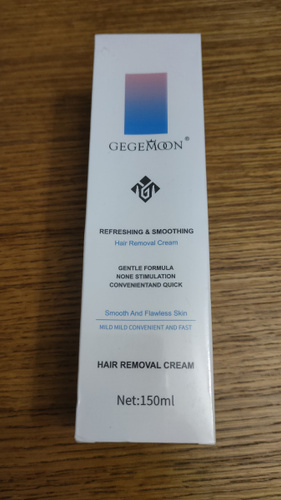 GEGEMOON®
REFRESHING & SMOOTHING
Hair Removal Cream
GENTLE FORMULA
NONE STIMULATION
CONVENIENTAND QUICK
Smooth And Flawless Skin
MILD MILD CONVENIENT AND FAST
HAIR REMOVAL CREAM
Net:150ml